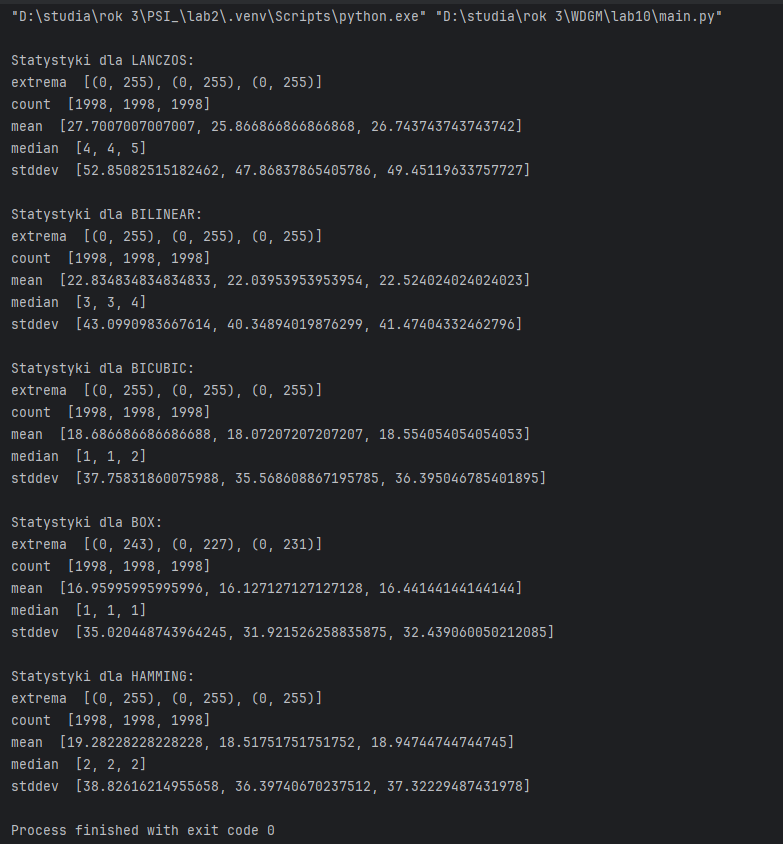 "D:\studia\rok 3\PSI_\lab2\.venv\Scripts\python.exe" "D:\studia\rok 3\WDGM\lab10\main.py"
Statystyki dla LANCZOS:
extrema  [(0, 255), (0, 255), (0, 255)]
count  [1998, 1998, 1998]
mean  [27.7007007007007, 25.866866866866868, 26.743743743743742]
median  [4, 4, 5]
stddev  [52.85082515182462, 47.86837865405786, 49.45119633757727]
Statystyki dla BILINEAR:
extrema  [(0, 255), (0, 255), (0, 255)]
count  [1998, 1998, 1998]
mean  [22.834834834834833, 22.03953953953954, 22.524024024024023]
median  [3, 3, 4]
stddev  [43.0990983667614, 40.34894019876299, 41.47404332462796]
Statystyki dla BICUBIC:
extrema  [(0, 255), (0, 255), (0, 255)]
count  [1998, 1998, 1998]
mean  [18.686686686686688, 18.07207207207207, 18.554054054054053]
median  [1, 1, 2]
stddev  [37.75831860075988, 35.568608867195785, 36.395046785401895]
Statystyki dla BOX:
extrema  [(0, 243), (0, 227), (0, 231)]
count  [1998, 1998, 1998]
mean  [16.95995995995996, 16.127127127127128, 16.44144144144144]
median  [1, 1, 1]
stddev  [35.020448743964245, 31.921526258835875, 32.439060050212085]
Statystyki dla HAMMING:
extrema  [(0, 255), (0, 255), (0, 255)]
count  [1998, 1998, 1998]
mean  [19.28228228228228, 18.51751751751752, 18.94744744744745]
median  [2, 2, 2]
stddev  [38.82616214955658, 36.39740670237512, 37.32229487431978]
Process finished with exit code 0